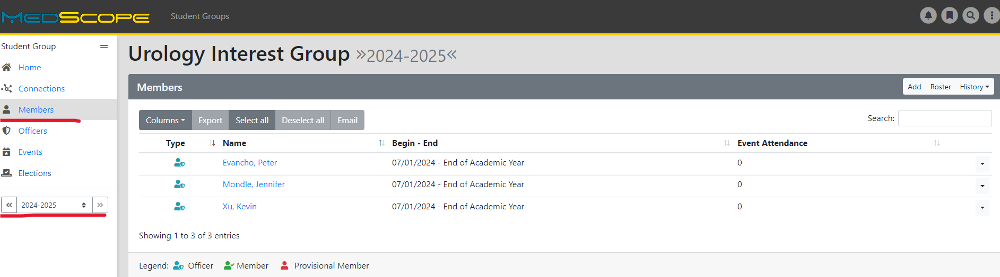 MEDSCOPE Student Groups
Student Group
Home
Connections
Members
Officers
Events
Elections
2024-2025
Urology Interest Group »2024-2025«
Members Add Roster History
Columns Export Select all Deselect all Email Search:
Type Name Begin - End Event Attendance
Evancho, Peter 07/01/2024 - End of Academic Year 0
Mondle, Jennifer 07/01/2024 - End of Academic Year 0
Xu, Kevin 07/01/2024 - End of Academic Year 0
Showing 1 to 3 of 3 entries
Legend: Officer Member Provisional Member